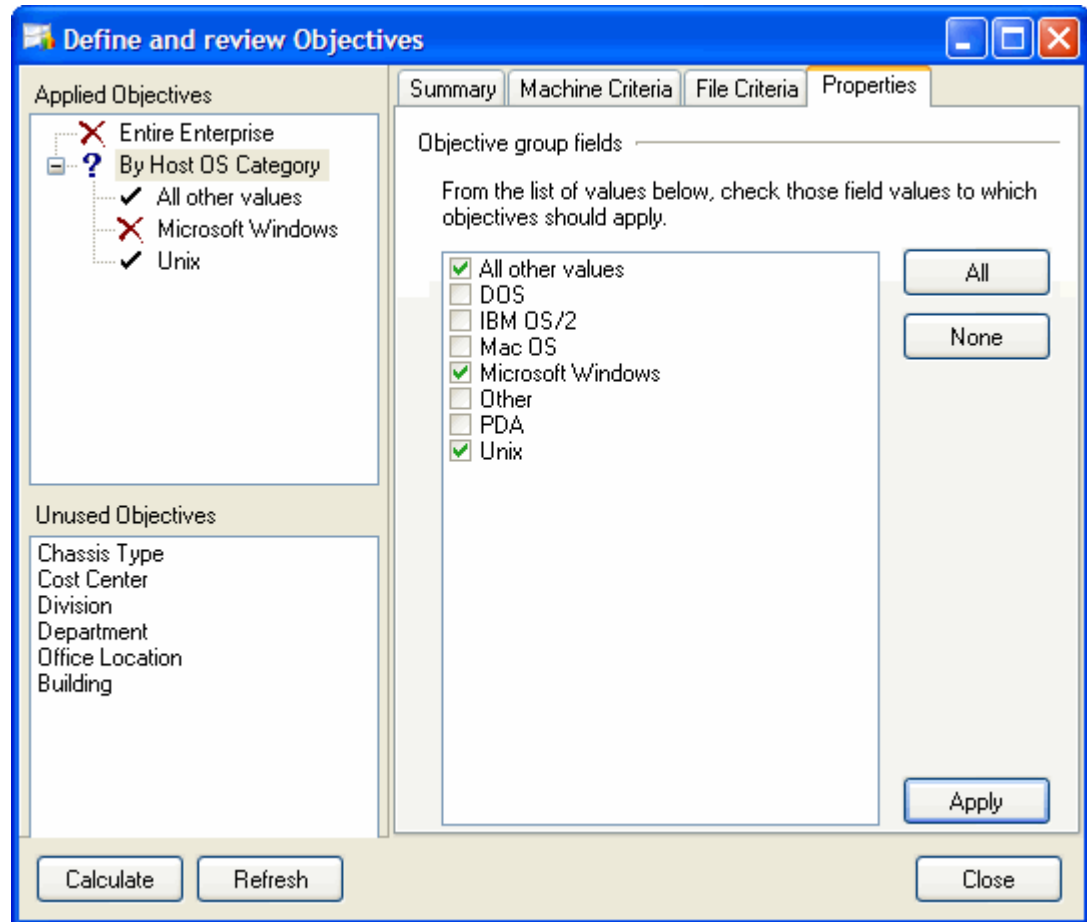 Define and review Objectives
Applied Objectives
Entire Enterprise
? By Host OS Category
All other values
Microsoft Windows
Unix
Unused Objectives
Chassis Type
Cost Center
Division
Department
Office Location
Building
Summary Machine Criteria File Criteria Properties
Objective group fields
From the list of values below, check those field values to which
objectives should apply.
All other values
DOS
IBM OS/2
Mac OS
Microsoft Windows
Other
PDA
Unix
All
None
Apply
Calculate Refresh Close